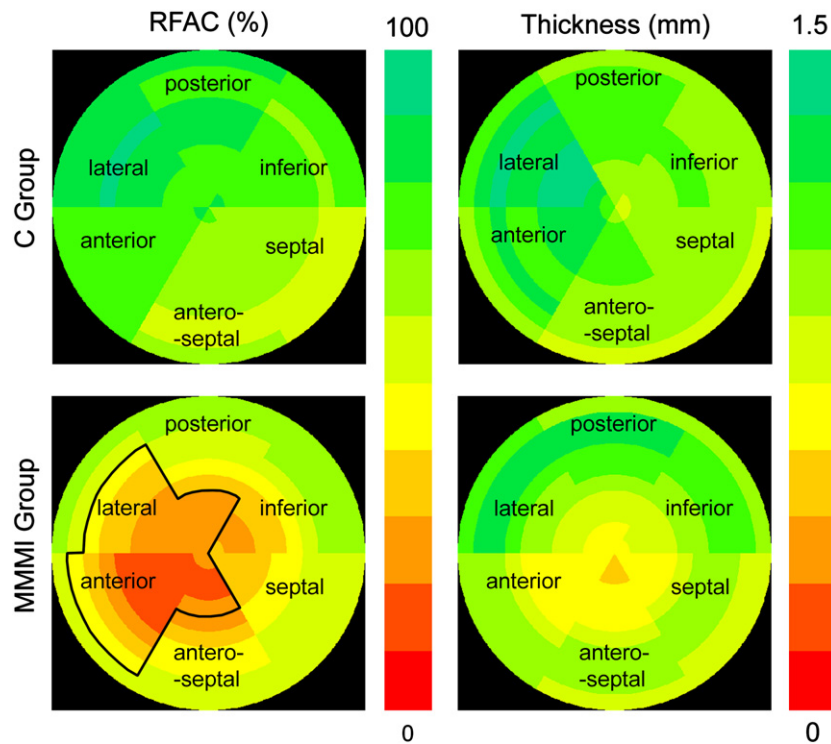 RFAC (%)
100
Thickness (mm)
1.5
C Group
posterior
lateral
inferior
anterior
septal
antero-
-septal
posterior
lateral
inferior
anterior
septal
antero-
-septal
MMMI Group
posterior
lateral
inferior
anterior
septal
antero-
-septal
0
posterior
lateral
inferior
anterior
septal
antero-
-septal
0